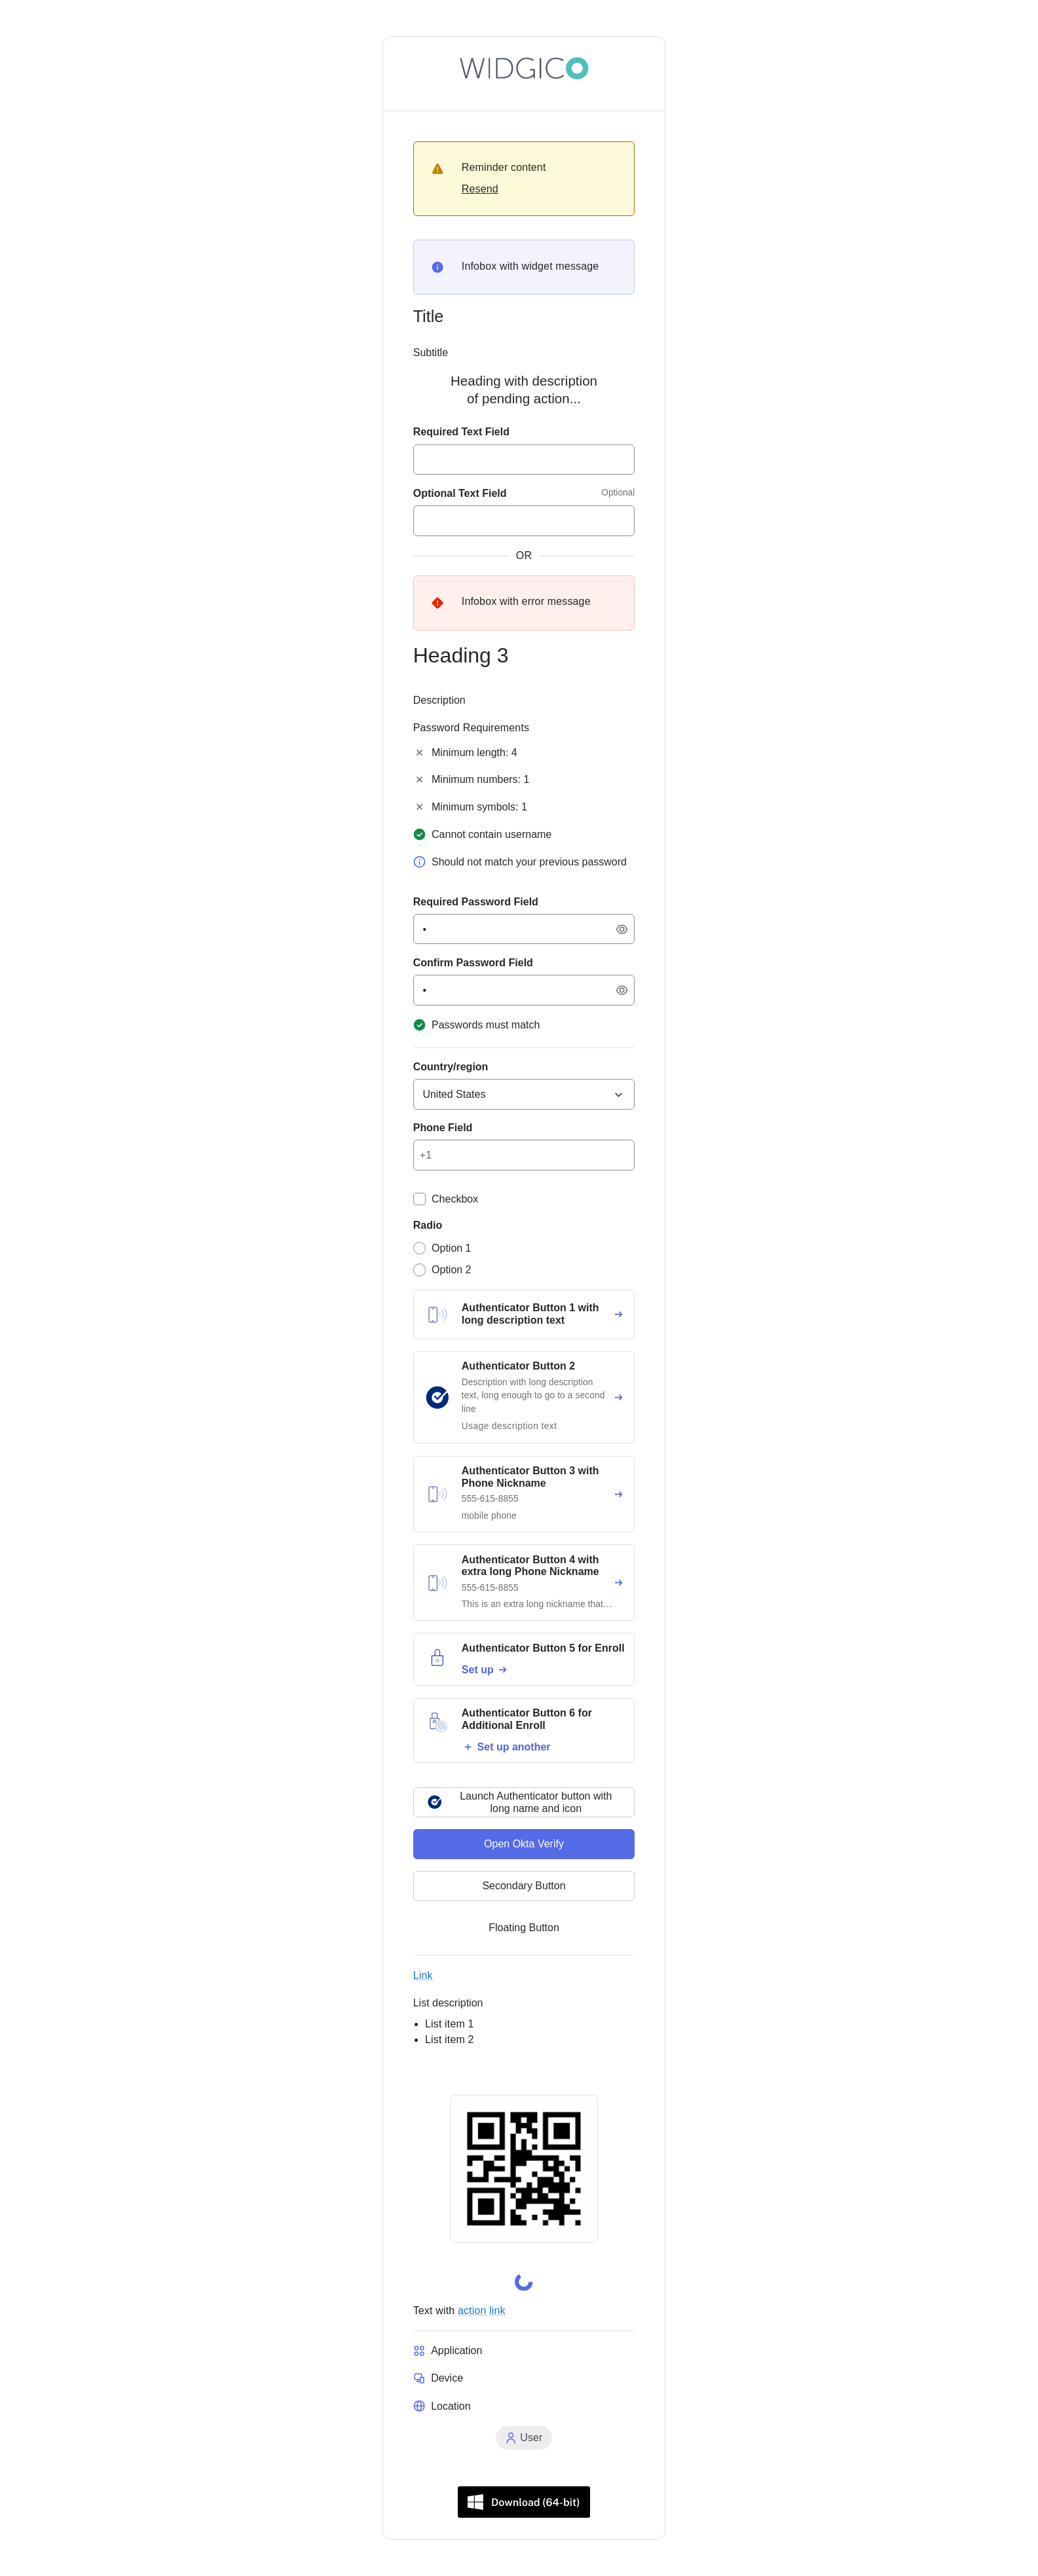 WIDGICO
Reminder content
Resend
Infobox with widget message
Title
Subtitle
Heading with description
of pending action...
Required Text Field
Optional Text Field Optional
OR
Infobox with error message
Heading 3
Description
Password Requirements
Minimum length: 4
Minimum numbers: 1
Minimum symbols: 1
Cannot contain username
Should not match your previous password
Required Password Field
•
Confirm Password Field
•
Passwords must match
Country/region
United States
Phone Field
+1
Checkbox
Radio
Option 1
Option 2
Authenticator Button 1 with
long description text
Authenticator Button 2
Description with long description
text, long enough to go to a second
line
Usage description text
Authenticator Button 3 with
Phone Nickname
555-615-8855
mobile phone
Authenticator Button 4 with
extra long Phone Nickname
555-615-8855
This is an extra long nickname that...
Authenticator Button 5 for Enroll
Set up
Authenticator Button 6 for
Additional Enroll
Set up another
Launch Authenticator button with
long name and icon
Open Okta Verify
Secondary Button
Floating Button
Link
List description
• List item 1
• List item 2
Text with action link
Application
Device
Location
User
Download (64-bit)